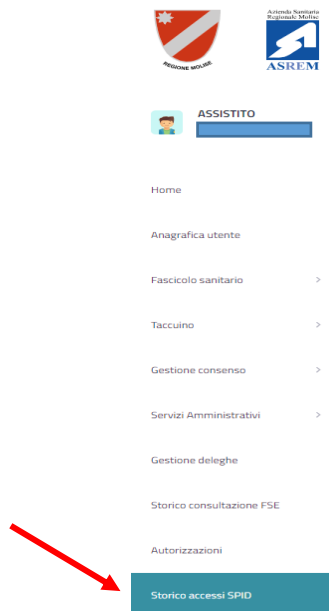 REGIONE MOLISE
Azienda Sanitaria
Regionale Molise
ASREM
ASSISTITO
Home
Anagrafica utente
Fascicolo sanitario >
Taccuino >
Gestione consenso >
Servizi Amministrativi >
Gestione deleghe
Storico consultazione FSE
Autorizzazioni
Storico accessi SPID